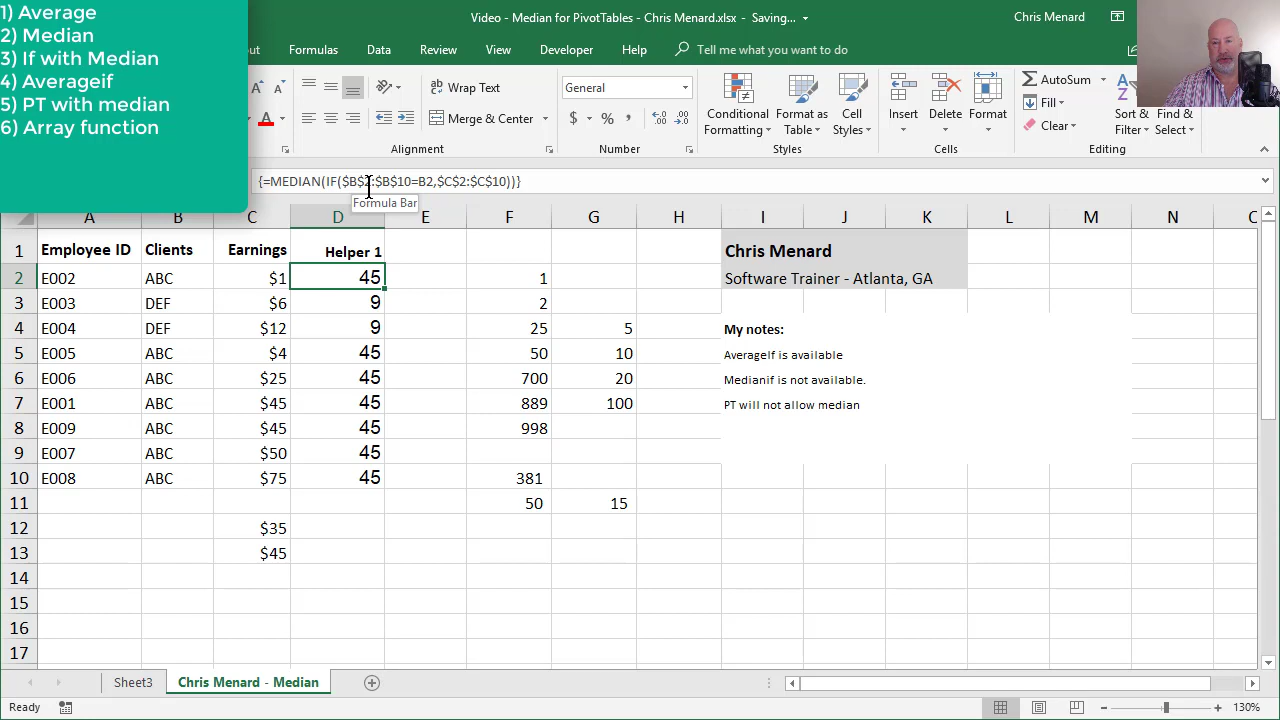 1) Average
2) Median
3) If with Median
4) Averageif
5) PT with median
6) Array function
Video - Median for PivotTables - Chris Menard.xlsx - Saving...
Chris Menard
out Formulas Data Review View Developer Help Tell me what you want to do
Wrap Text
Merge & Center
Alignment
General
$ % ,
Number
Conditional Formatting
Format as Table
Cell Styles
Styles
Insert
Delete
Format
Cells
AutoSum
Fill
Clear
Sort & Filter
Select
Editing
{=MEDIAN(IF($B$2:$B$10=B2,$C$2:$C$10))}
Formula Bar
A B C D E F G H I J K L M N
1 Employee ID Clients Earnings Helper 1 Chris Menard
2 E002 ABC $1 45 1 Software Trainer - Atlanta, GA
3 E003 DEF $6 9 2
4 E004 DEF $12 9 25 5 My notes:
5 E005 ABC $4 45 50 10 AverageIf is available
6 E006 ABC $25 45 700 20 Medianif is not available.
7 E001 ABC $45 45 889 100 PT will not allow median
8 E009 ABC $45 45 998
9 E007 ABC $50 45
10 E008 ABC $75 45 381
11 50 15
12 $35
13 $45
14
15
16
17
Sheet3 Chris Menard - Median
Ready
130%